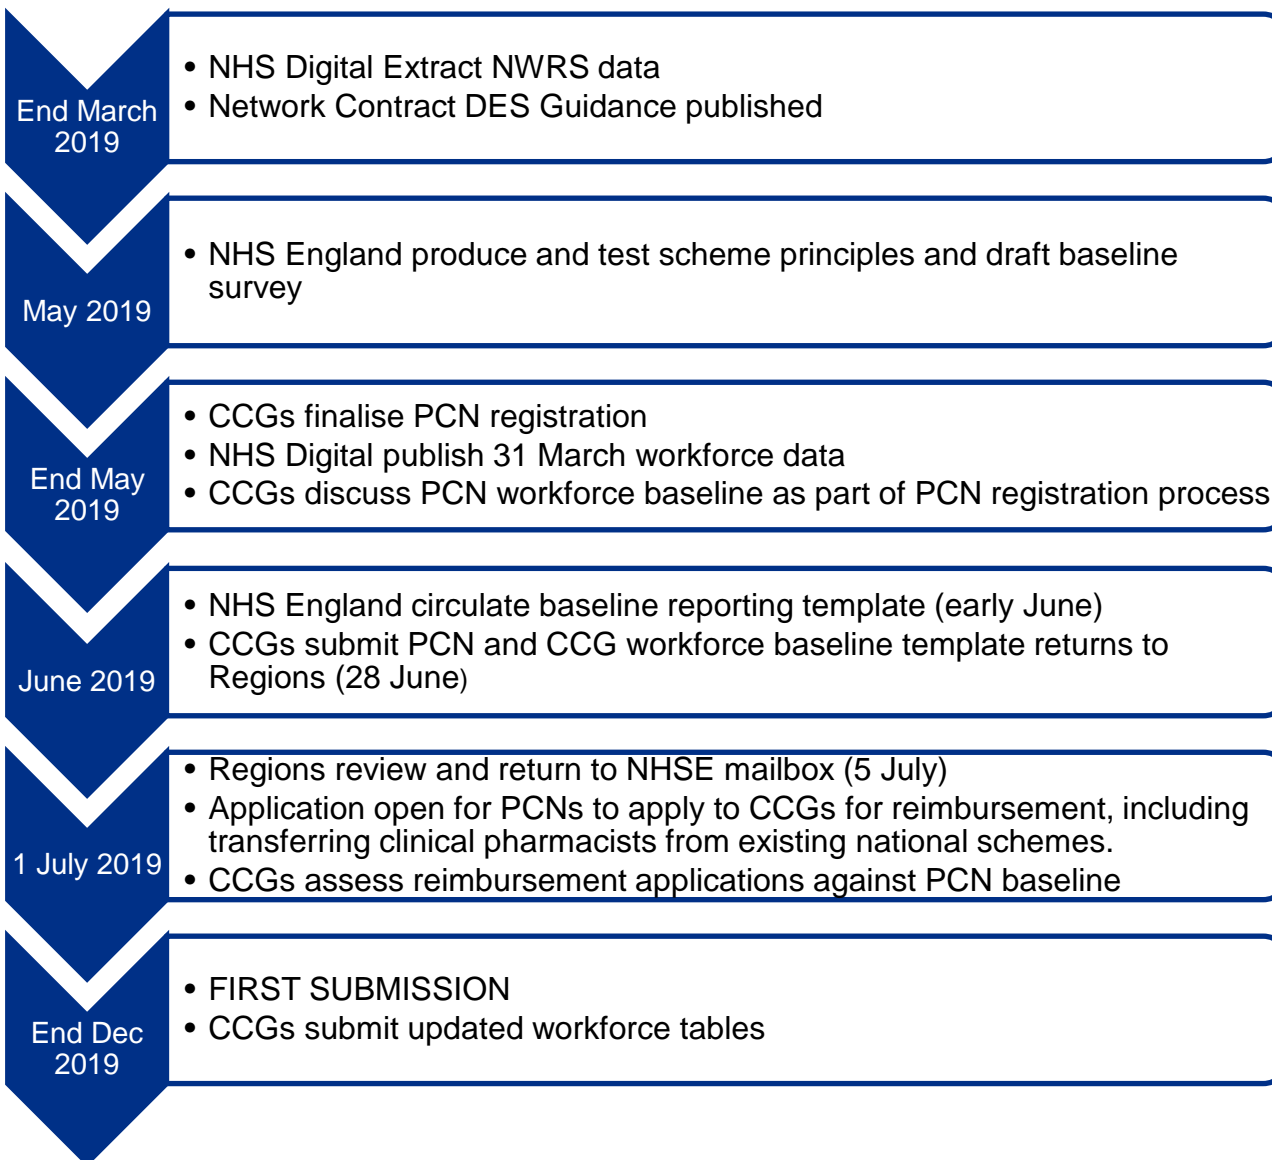 End March
2019
• NHS Digital Extract NWRS data
• Network Contract DES Guidance published
May 2019
• NHS England produce and test scheme principles and draft baseline
survey
End May
2019
• CCGs finalise PCN registration
• NHS Digital publish 31 March workforce data
• CCGs discuss PCN workforce baseline as part of PCN registration process
June 2019
• NHS England circulate baseline reporting template (early June)
• CCGs submit PCN and CCG workforce baseline template returns to
Regions (28 June)
1 July 2019
• Regions review and return to NHSE mailbox (5 July)
• Application open for PCNs to apply to CCGs for reimbursement, including
transferring clinical pharmacists from existing national schemes.
• CCGs assess reimbursement applications against PCN baseline
End Dec
2019
• FIRST SUBMISSION
• CCGs submit updated workforce tables